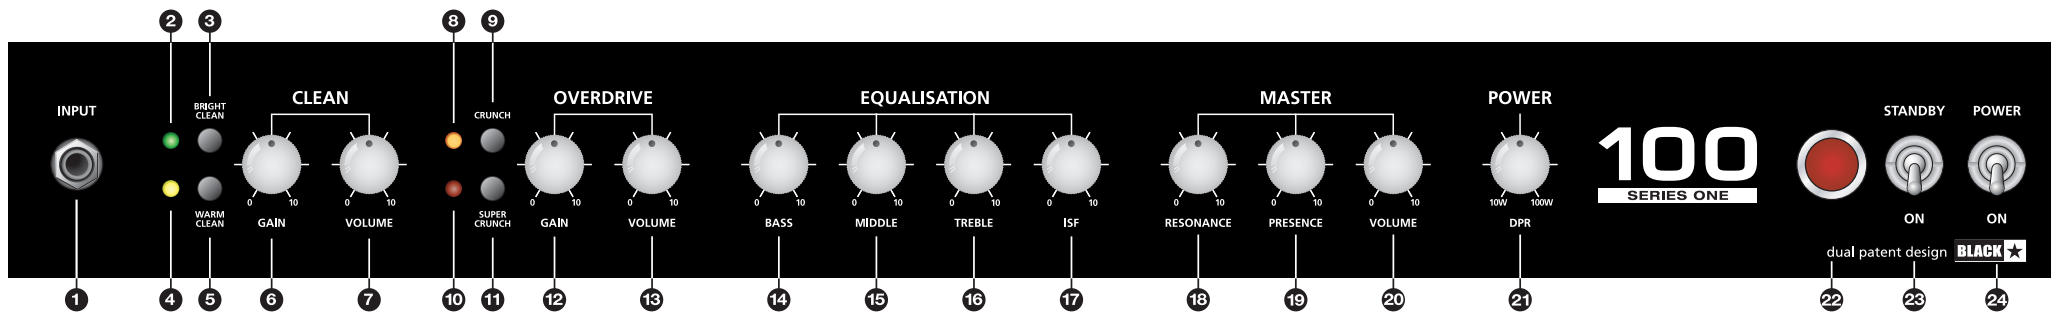 2 3 8 9
INPUT
BRIGHT
CLEAN
CLEAN
CRUNCH
OVERDRIVE
EQUALISATION
MASTER
POWER
STANDBY
POWER
100
SERIES ONE
0 10
0 10
0 10
0 10
0 10
0 10
0 10
0 10
0 10
0 10
0 10
10W 100W
WARM
CLEAN
GAIN
VOLUME
SUPER
CRUNCH
GAIN
VOLUME
BASS
MIDDLE
TREBLE
ISF
RESONANCE
PRESENCE
VOLUME
DPR
ON
ON
dual patent design BLACK★
1 4 5 6 7 10 11 12 13 14 15 16 17 18 19 20 21 22 23 24